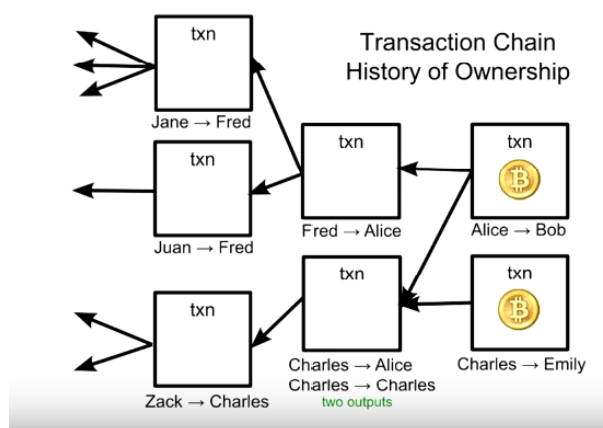 Transaction Chain
History of Ownership
txn
Jane → Fred
txn
Juan → Fred
txn
Zack → Charles
txn
Fred → Alice
txn
Charles → Alice
Charles → Charles
two outputs
txn
₿
Alice → Bob
txn
₿
Charles → Emily